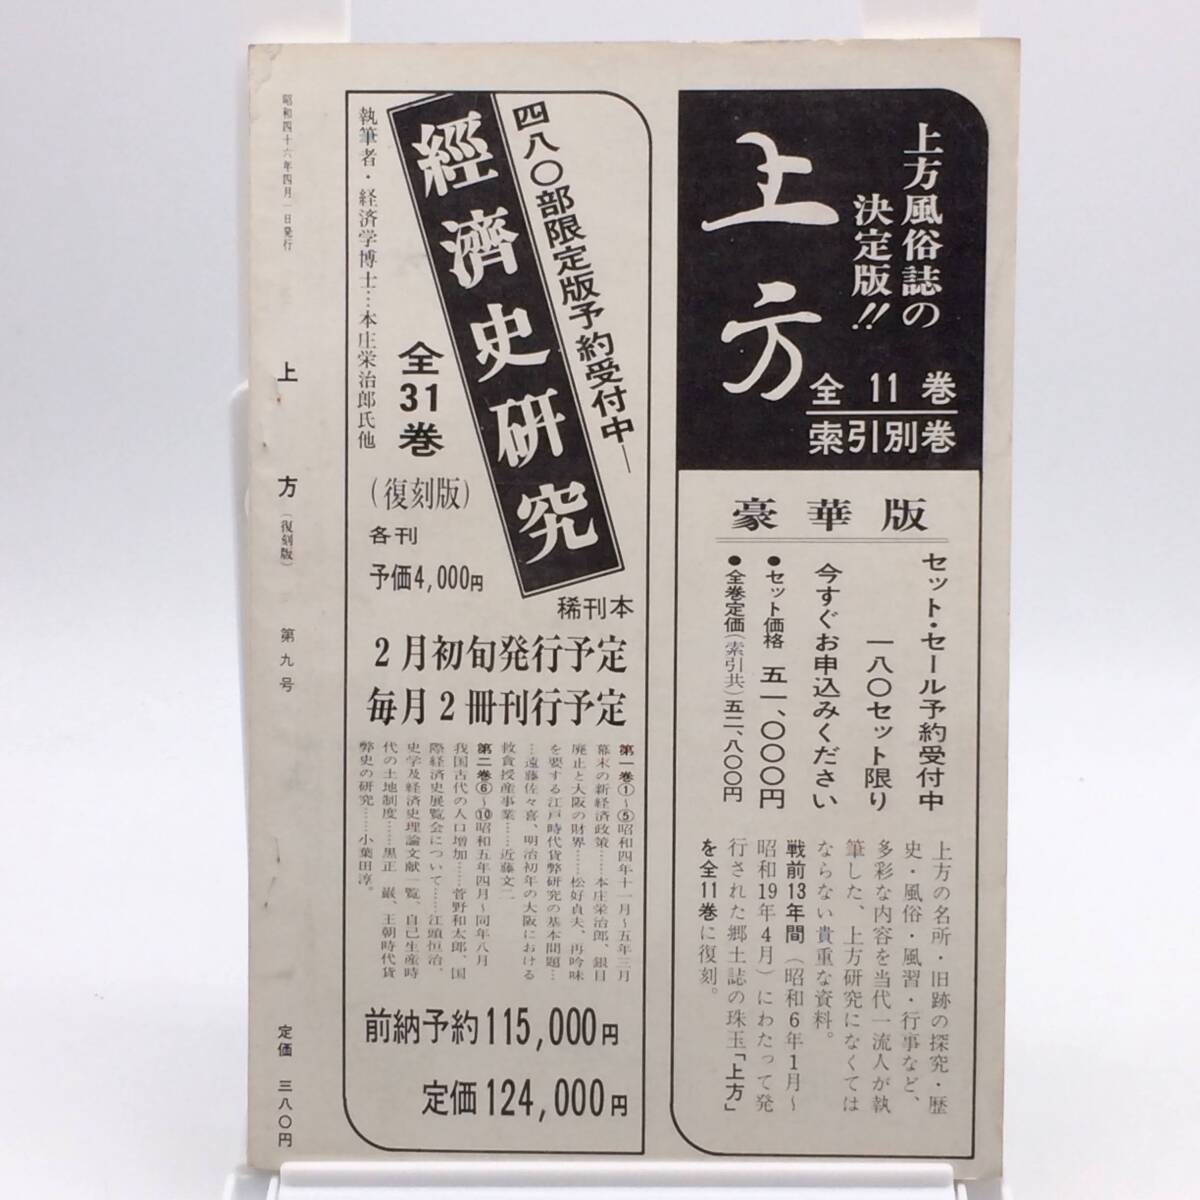 上方風俗誌の
決定版!!
上方
全11巻
索引別巻
豪華版
セット・セール予約受付中
一八〇セット限り
今すぐお申込みください
●セット価格 五一、〇〇〇円
●全巻定価(索引共)五二、八〇〇円
上方の名所・旧跡の探究・歴
史・風俗・風習・行事など、
多彩な内容を当代一流人が執
筆した、上方研究になくては
ならない貴重な資料。
戦前13年間(昭和6年1月〜
昭和19年4月)にわたって発
行された郷土誌の珠玉「上方」
を全11巻に復刻。
四八〇部限定版予約受付中―
經濟史研究
全31巻
(復刻版)
各刊
予価4,000円
執筆者・経済学博士…本庄栄治郎氏他
稀刊本
2月初旬発行予定
毎月2冊刊行予定
第一巻①〜⑤昭和四年十一月〜五年三月
幕末の新経済政策……本庄栄治郎、銀目
廃止と大阪の財界……松好貞夫、再吟味
を要する江戸時代貨幣研究の基本問題…
…遠藤佐々喜、明治初年の大阪における
救貧授産事業……近藤文二
第二巻⑥〜⑩昭和五年四月〜同年八月
我国古代の人口増加……菅野和太郎、国
際経済史展覧会について……江頭恒治、
史学及経済史理論文献一覧、自己生産時
代の土地制度……黒正 巌、王朝時代貨
弊史の研究……小葉田淳。
前納予約115,000円
定価124,000円
昭和四十六年四月一日発行
上方(復刻版) 第九号
定価 三八〇円